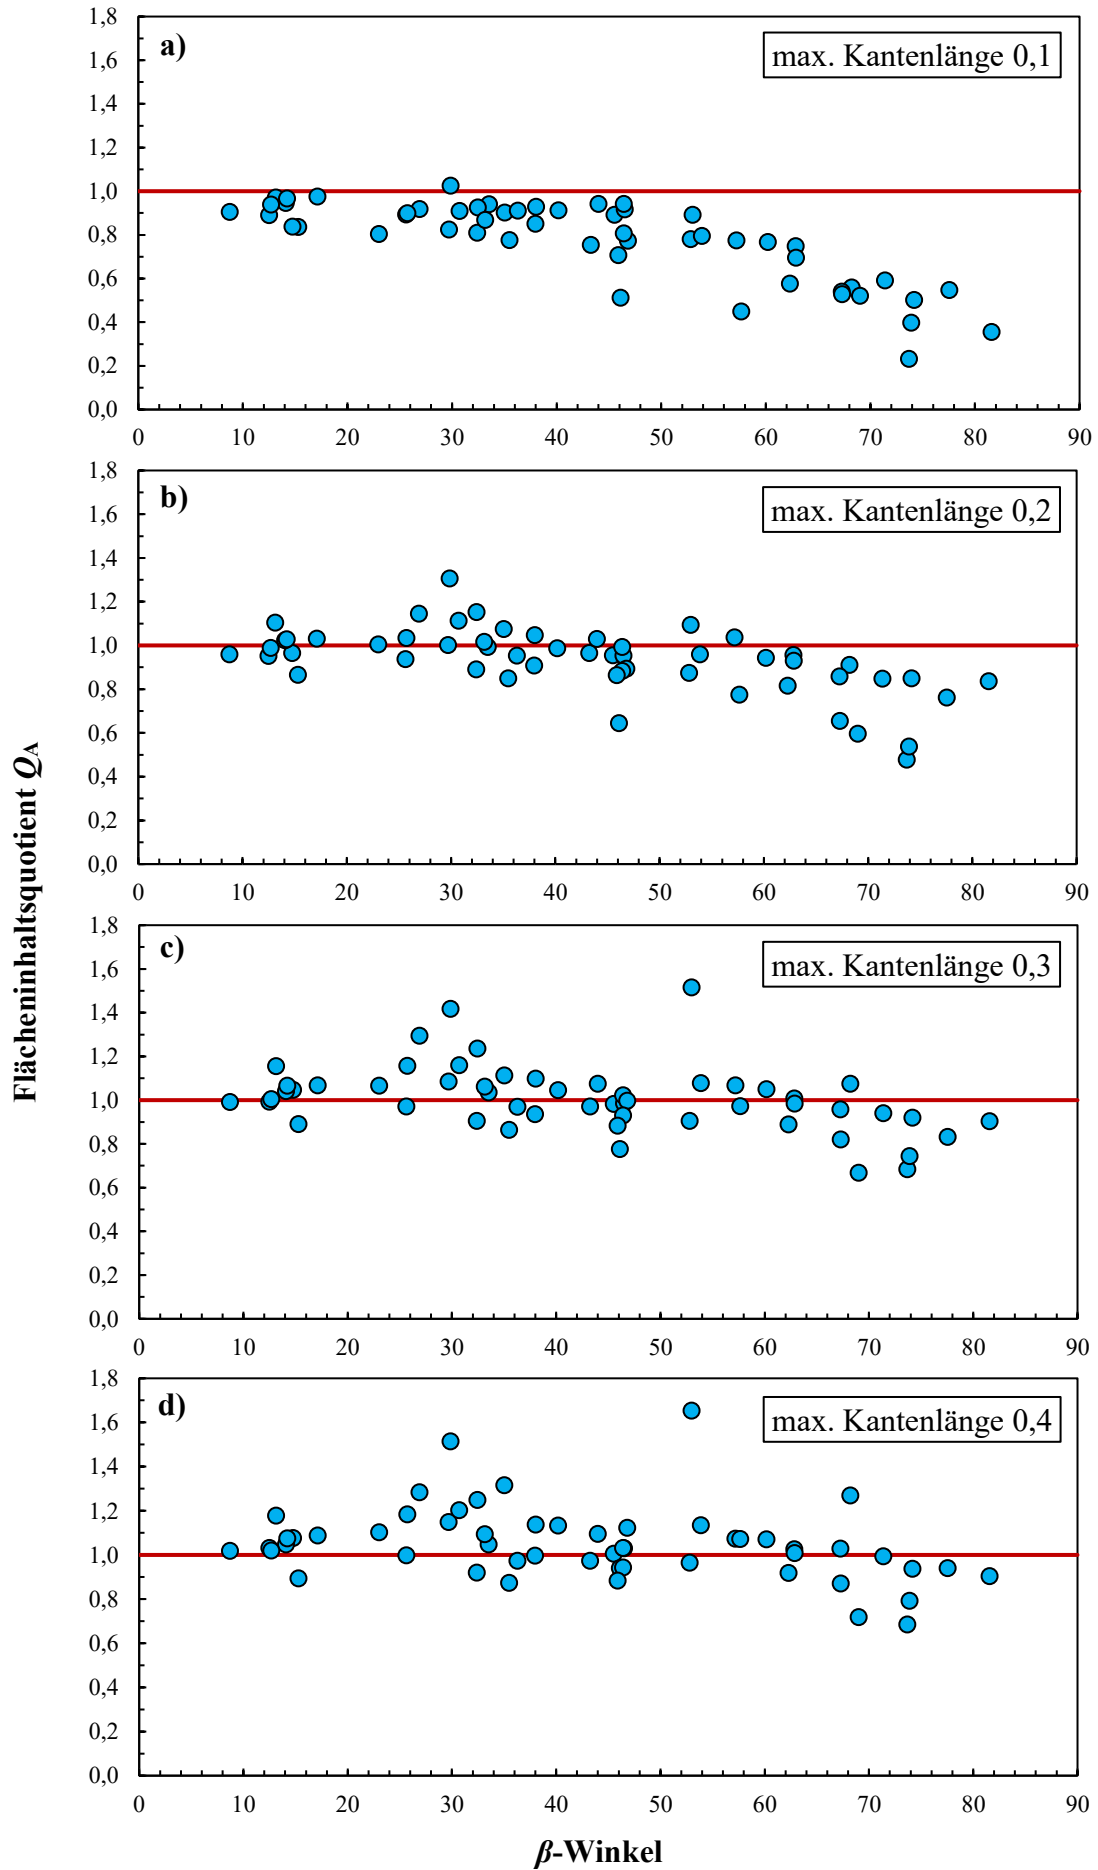 1,8
a)
max. Kantenlänge 0,1
1,6
1,4
1,2
1,0
0,8
0,6
0,4
0,2
0,0
0 10 20 30 40 50 60 70 80 90
1,8
b)
max. Kantenlänge 0,2
1,6
1,4
1,2
1,0
0,8
0,6
0,4
0,2
0,0
0 10 20 30 40 50 60 70 80 90
Flächeninhaltsquotient QA
1,8
c)
max. Kantenlänge 0,3
1,6
1,4
1,2
1,0
0,8
0,6
0,4
0,2
0,0
0 10 20 30 40 50 60 70 80 90
1,8
d)
max. Kantenlänge 0,4
1,6
1,4
1,2
1,0
0,8
0,6
0,4
0,2
0,0
0 10 20 30 40 50 60 70 80 90
β-Winkel